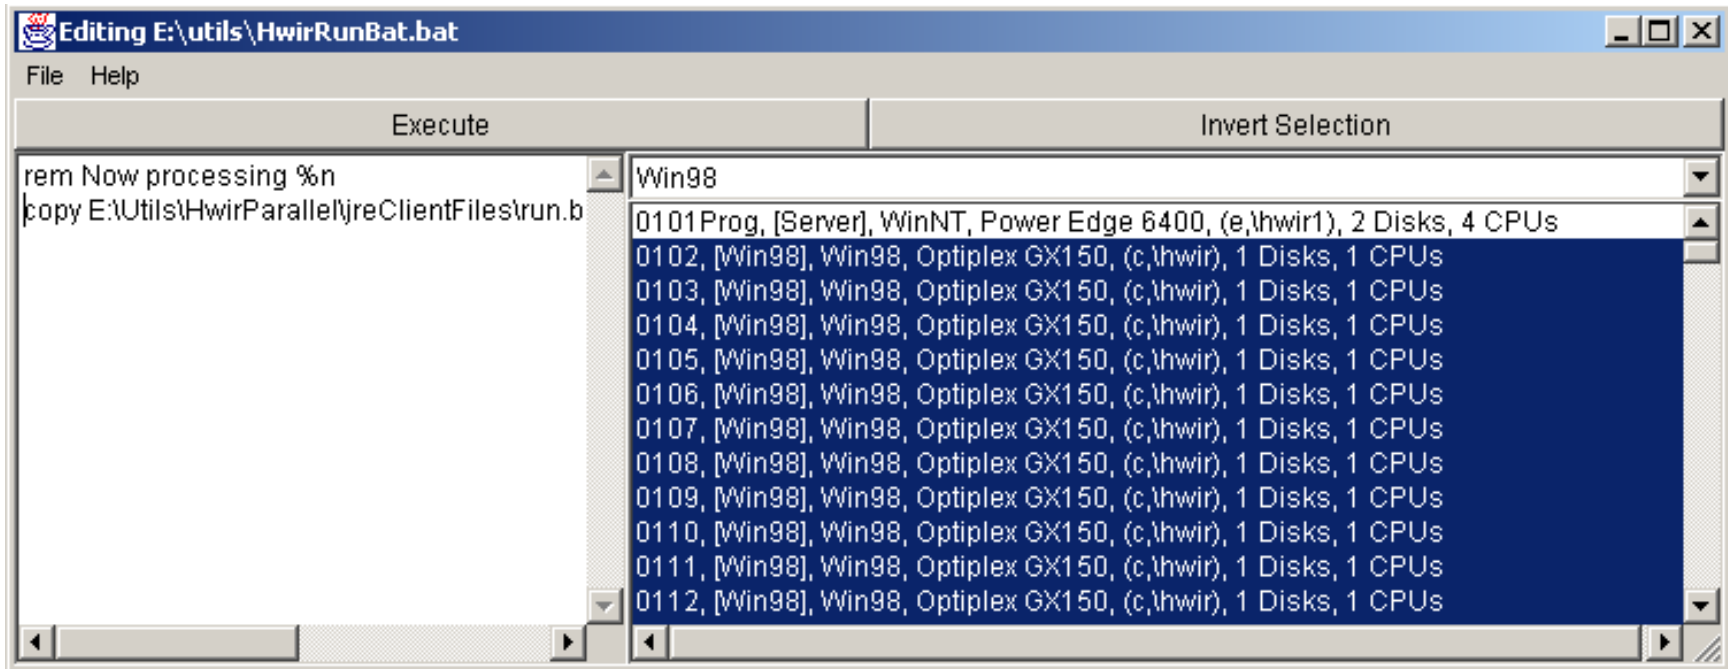 Editing E:\utils\HwirRunBat.bat
File Help
Execute Invert Selection
rem Now processing %n
copy E:\Utils\HwirParallel\jreClientFiles\run.b
Win98
0101Prog, [Server], WinNT, Power Edge 6400, (e,\hwir1), 2 Disks, 4 CPUs
0102, [Win98], Win98, Optiplex GX150, (c,\hwir), 1 Disks, 1 CPUs
0103, [Win98], Win98, Optiplex GX150, (c,\hwir), 1 Disks, 1 CPUs
0104, [Win98], Win98, Optiplex GX150, (c,\hwir), 1 Disks, 1 CPUs
0105, [Win98], Win98, Optiplex GX150, (c,\hwir), 1 Disks, 1 CPUs
0106, [Win98], Win98, Optiplex GX150, (c,\hwir), 1 Disks, 1 CPUs
0107, [Win98], Win98, Optiplex GX150, (c,\hwir), 1 Disks, 1 CPUs
0108, [Win98], Win98, Optiplex GX150, (c,\hwir), 1 Disks, 1 CPUs
0109, [Win98], Win98, Optiplex GX150, (c,\hwir), 1 Disks, 1 CPUs
0110, [Win98], Win98, Optiplex GX150, (c,\hwir), 1 Disks, 1 CPUs
0111, [Win98], Win98, Optiplex GX150, (c,\hwir), 1 Disks, 1 CPUs
0112, [Win98], Win98, Optiplex GX150, (c,\hwir), 1 Disks, 1 CPUs